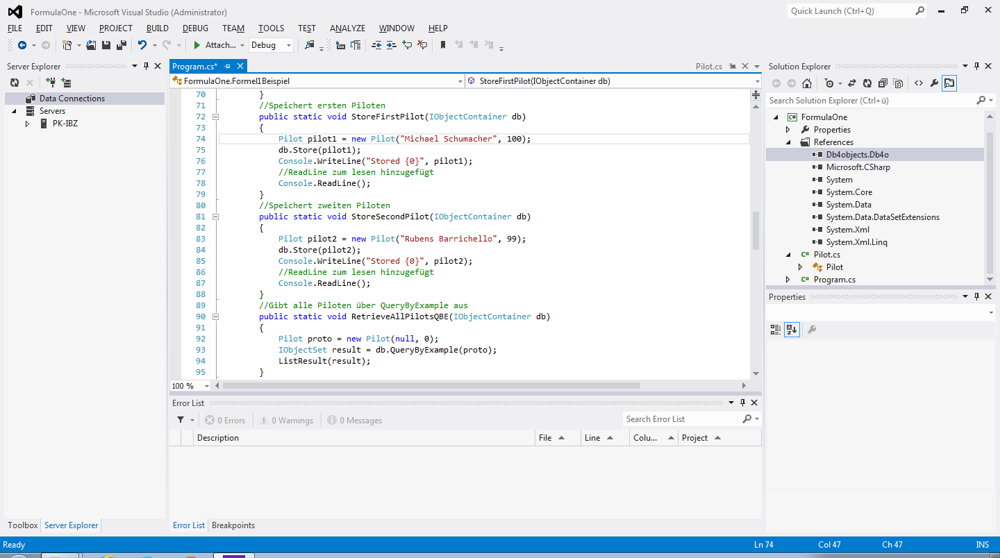 FormulaOne - Microsoft Visual Studio (Administrator)
Quick Launch (Ctrl+Q)
FILE EDIT VIEW PROJECT BUILD DEBUG TEAM TOOLS TEST ANALYZE WINDOW HELP
Attach... Debug
Server Explorer
Data Connections
Servers
PK-IBZ
Program.cs*
Pilot.cs
FormulaOne.Formel1Beispiel
StoreFirstPilot(IObjectContainer db)
70 }
71 //Speichert ersten Piloten
72 public static void StoreFirstPilot(IObjectContainer db)
73 {
74 Pilot pilot1 = new Pilot("Michael Schumacher", 100);
75 db.Store(pilot1);
76 Console.WriteLine("Stored {0}", pilot1);
77 //ReadLine zum lesen hinzugefügt
78 Console.ReadLine();
79 }
80 //Speichert zweiten Piloten
81 public static void StoreSecondPilot(IObjectContainer db)
82 {
83 Pilot pilot2 = new Pilot("Rubens Barrichello", 99);
84 db.Store(pilot2);
85 Console.WriteLine("Stored {0}", pilot2);
86 //ReadLine zum lesen hinzugefügt
87 Console.ReadLine();
88 }
89 //Gibt alle Piloten über QueryByExample aus
90 public static void RetrieveAllPilotsQBE(IObjectContainer db)
91 {
92 Pilot proto = new Pilot(null, 0);
93 IObjectSet result = db.QueryByExample(proto);
94 ListResult(result);
95 }
100 %
Error List
0 Errors 0 Warnings 0 Messages
Search Error List
Description File Line Colu... Project
Solution Explorer
Search Solution Explorer (Ctrl+ü)
C# FormulaOne
Properties
References
Db4objects.Db4o
Microsoft.CSharp
System
System.Core
System.Data
System.Data.DataSetExtensions
System.Xml
System.Xml.Linq
C# Pilot.cs
Pilot
C# Program.cs
Properties
Toolbox Server Explorer
Error List Breakpoints
Ready Ln 74 Col 47 Ch 47 INS